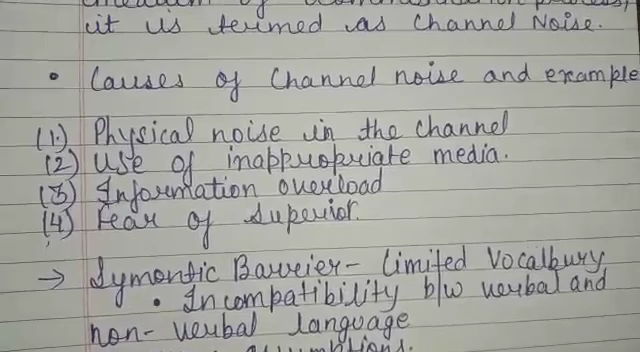 it is termed as Channel Noise.
• Causes of Channel noise and example
(1) Physical noise in the channel
(2) Use of inappropriate media.
(3) Information overload
(4) Fear of superior.
→ Symontic Barrier - limited Vocalbury
• Incompatibility b/w verbal and
non-verbal language